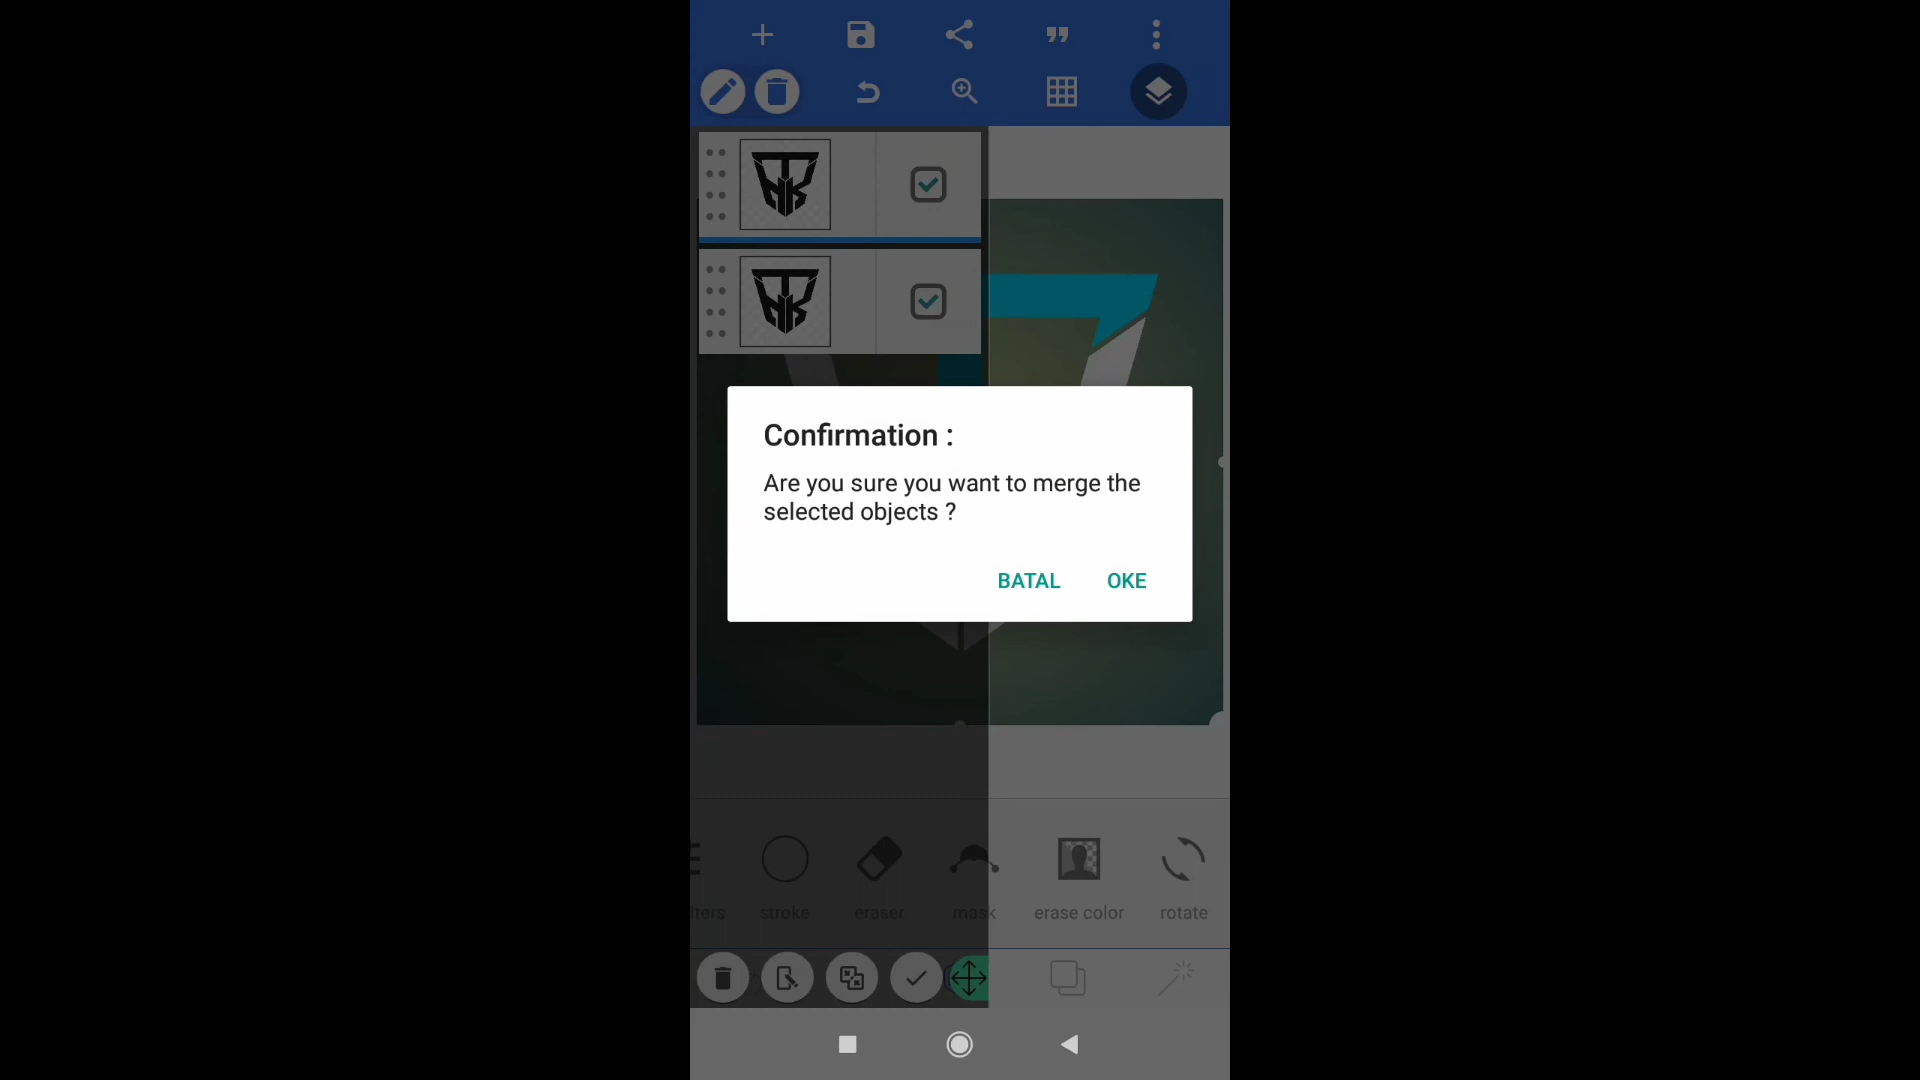 Confirmation :
Are you sure you want to merge the
selected objects ?
BATAL OKE
lters stroke eraser mask erase color rotate